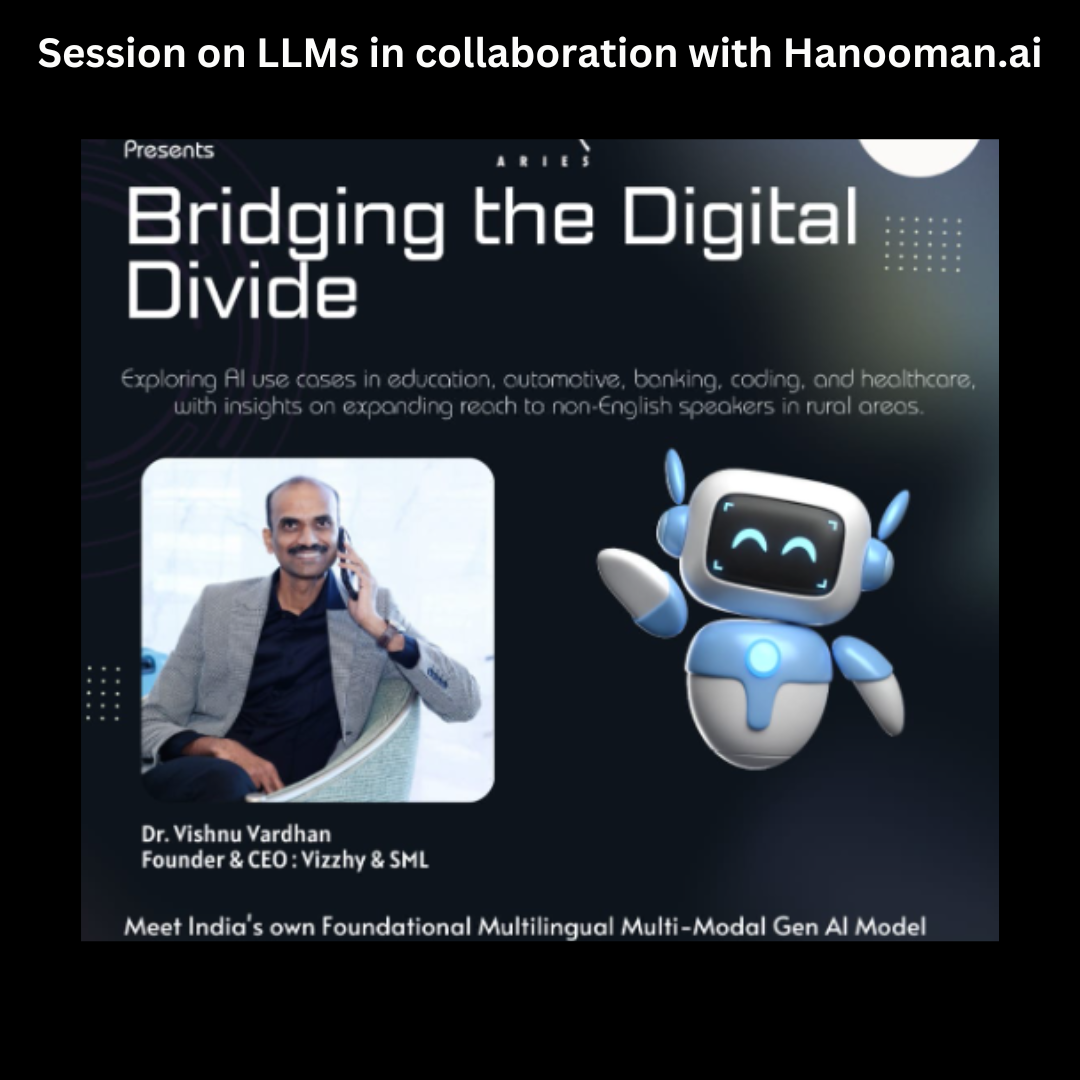 Session on LLMs in collaboration with Hanooman.ai
Presents
ARIES
Bridging the Digital
Divide
Exploring AI use cases in education, automotive, banking, coding, and healthcare,
with insights on expanding reach to non-English speakers in rural areas.
Dr. Vishnu Vardhan
Founder & CEO : Vizzhy & SML
Meet India's own Foundational Multilingual Multi-Modal Gen AI Model